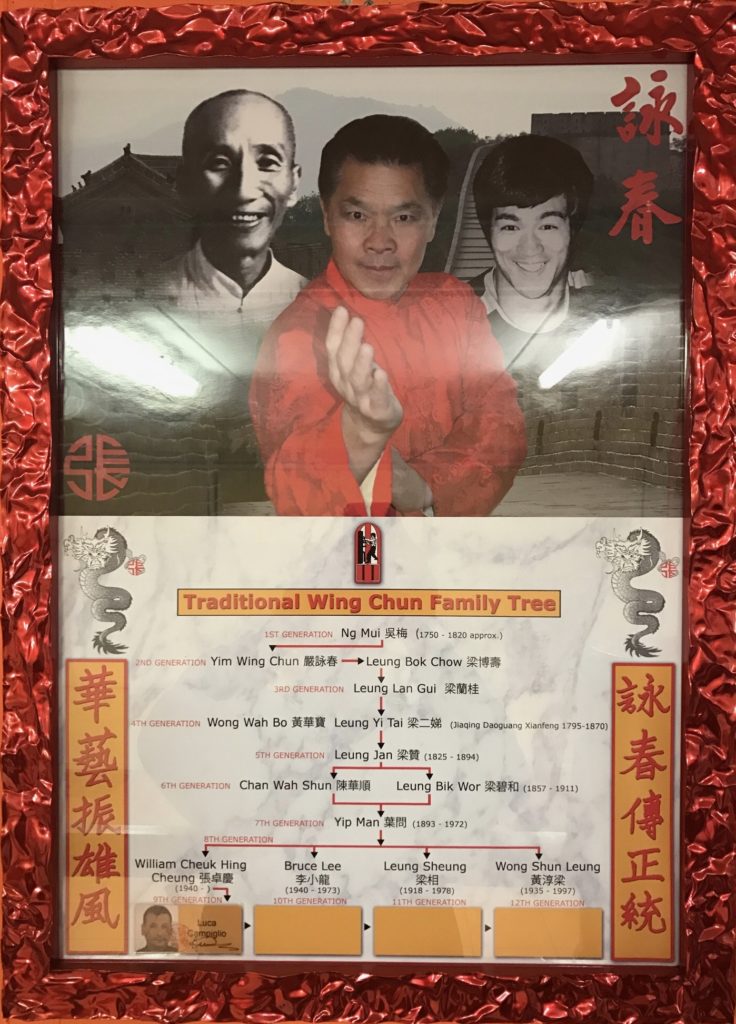 詠春
張
Traditional Wing Chun Family Tree
1ST GENERATION Ng Mui 吳梅 (1750 - 1820 approx.)
2ND GENERATION Yim Wing Chun 嚴詠春 Leung Bok Chow 梁博壽
3RD GENERATION Leung Lan Gui 梁蘭桂
4TH GENERATION Wong Wah Bo 黃華寶 Leung Yi Tai 梁二娣 (Jiaqing Daoguang Xianfeng 1795-1870)
5TH GENERATION Leung Jan 梁贊 (1825 - 1894)
6TH GENERATION Chan Wah Shun 陳華順 Leung Bik Wor 梁碧和 (1857 - 1911)
7TH GENERATION Yip Man 葉問 (1893 - 1972)
8TH GENERATION
William Cheuk Hing Cheung 張卓慶 (1940 - )
Bruce Lee 李小龍 (1940 - 1973)
Leung Sheung 梁相 (1918 - 1978)
Wong Shun Leung 黃淳梁 (1935 - 1997)
9TH GENERATION 10TH GENERATION 11TH GENERATION 12TH GENERATION
Luca
Campiglio
華藝振雄風
詠春傳正統